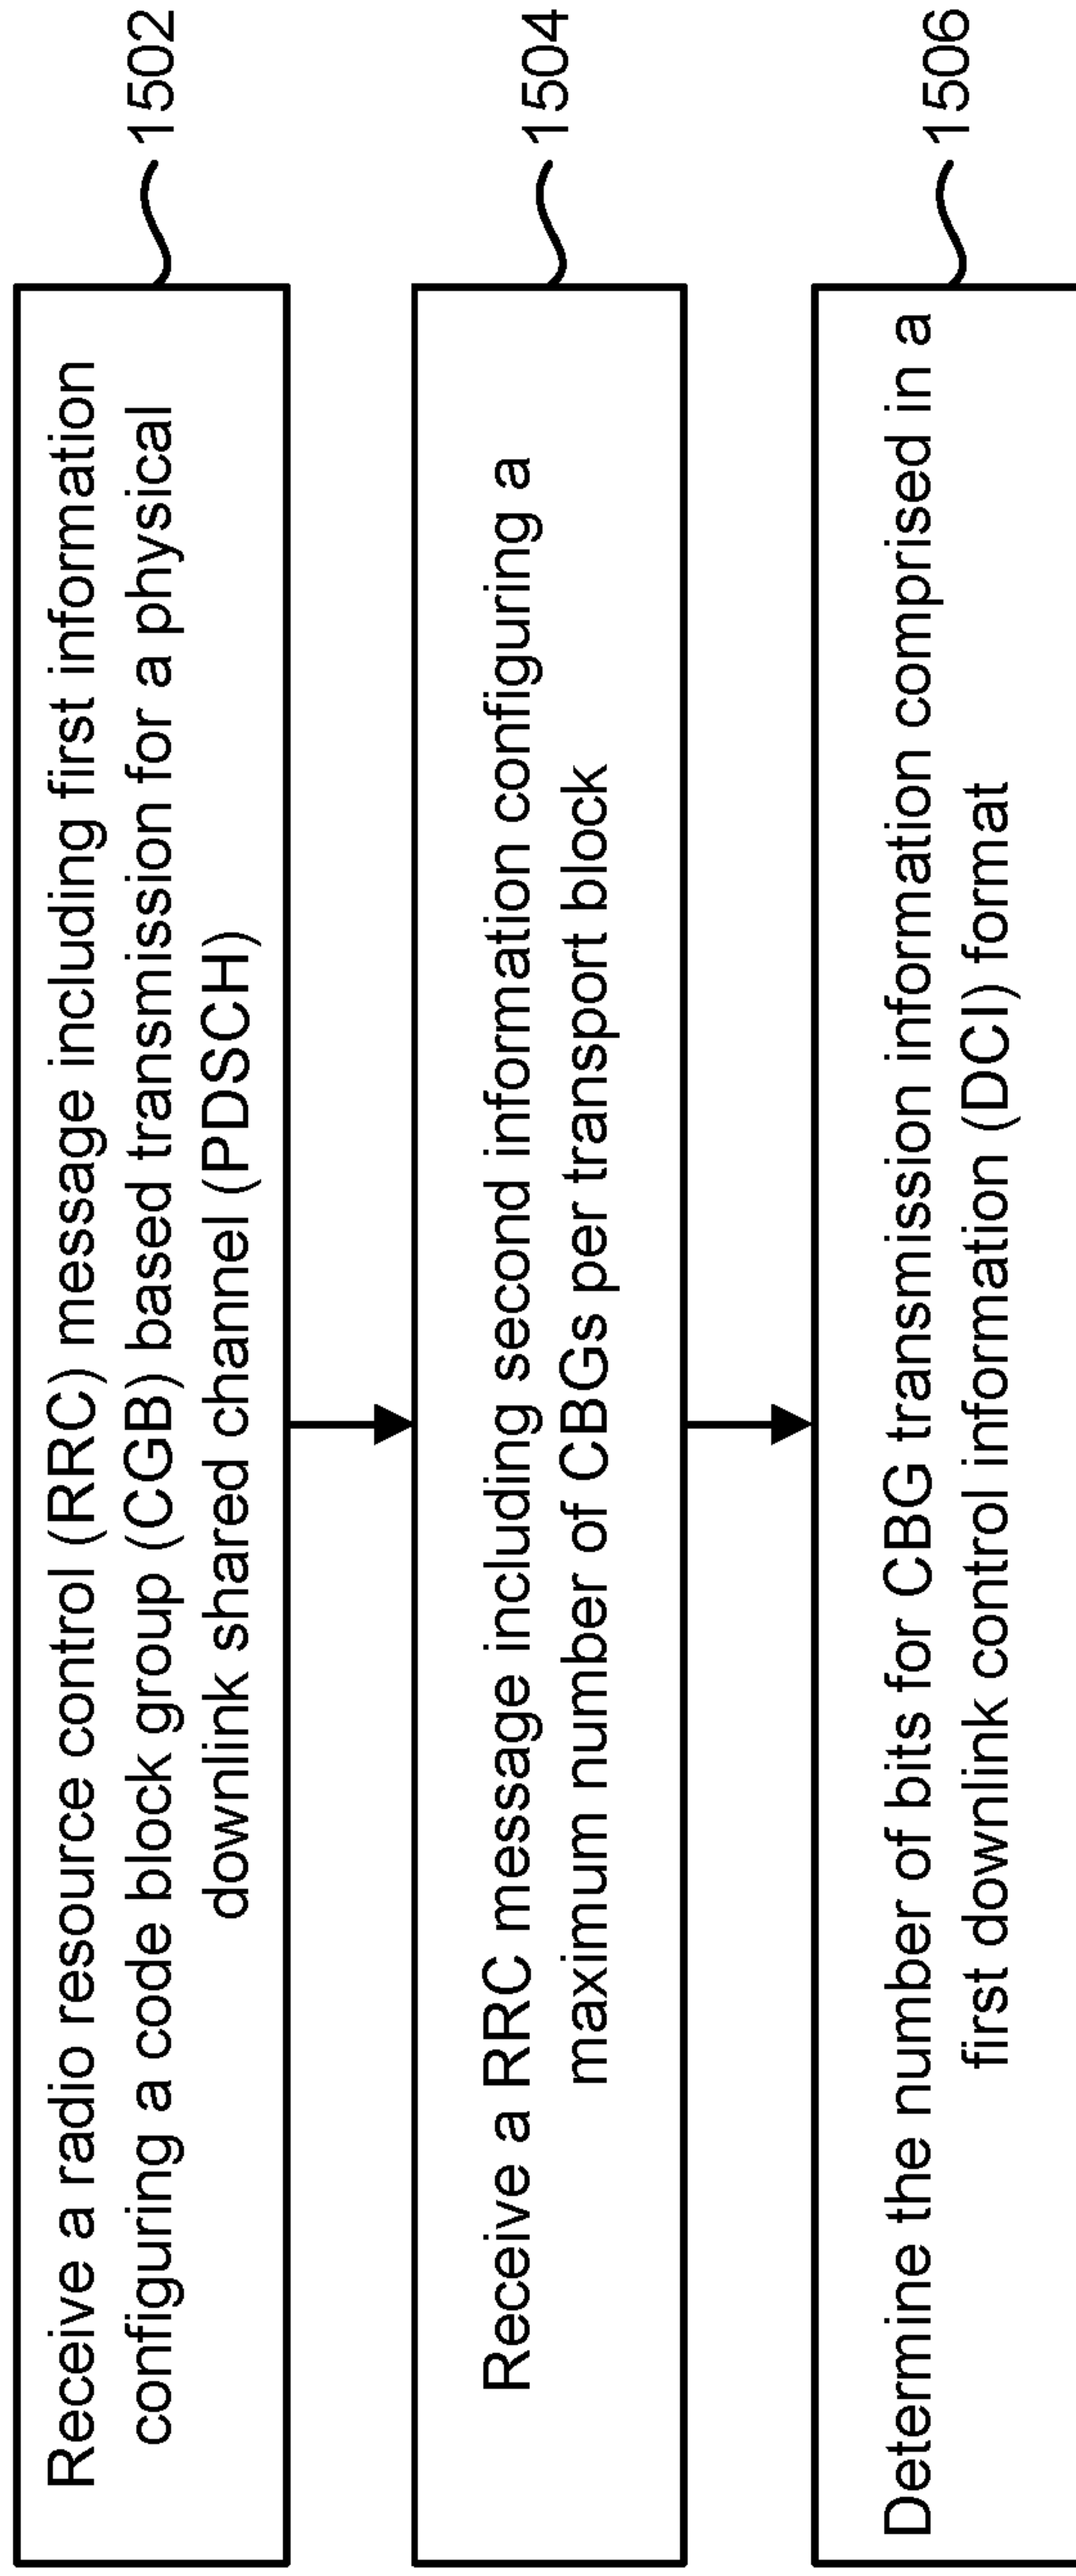 Receive a radio resource control (RRC) message including first information
configuring a code block group (CGB) based transmission for a physical
downlink shared channel (PDSCH)
1502
Receive a RRC message including second information configuring a
maximum number of CBGs per transport block
1504
Determine the number of bits for CBG transmission information comprised in a
first downlink control information (DCI) format
1506